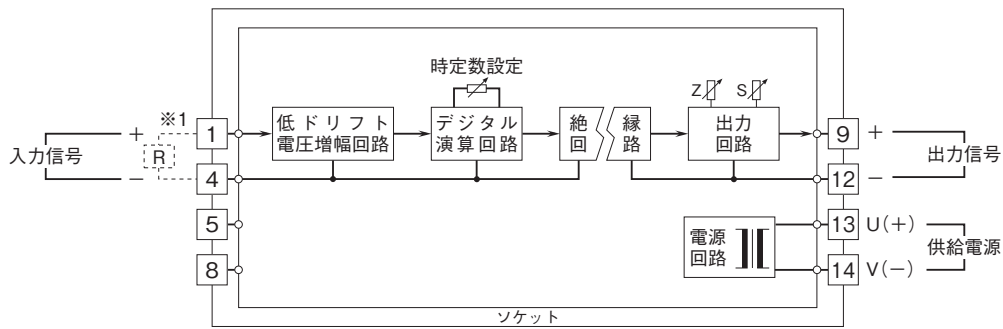 時定数設定
※1
+
入力信号
−
R
1
4
5
8
低ドリフト
電圧増幅回路
デジタル
演算回路
絶縁
回路
Z
S
出力
回路
電源
回路
9
+
出力信号
12
−
13
U(+)
供給電源
14
V(−)
ソケット